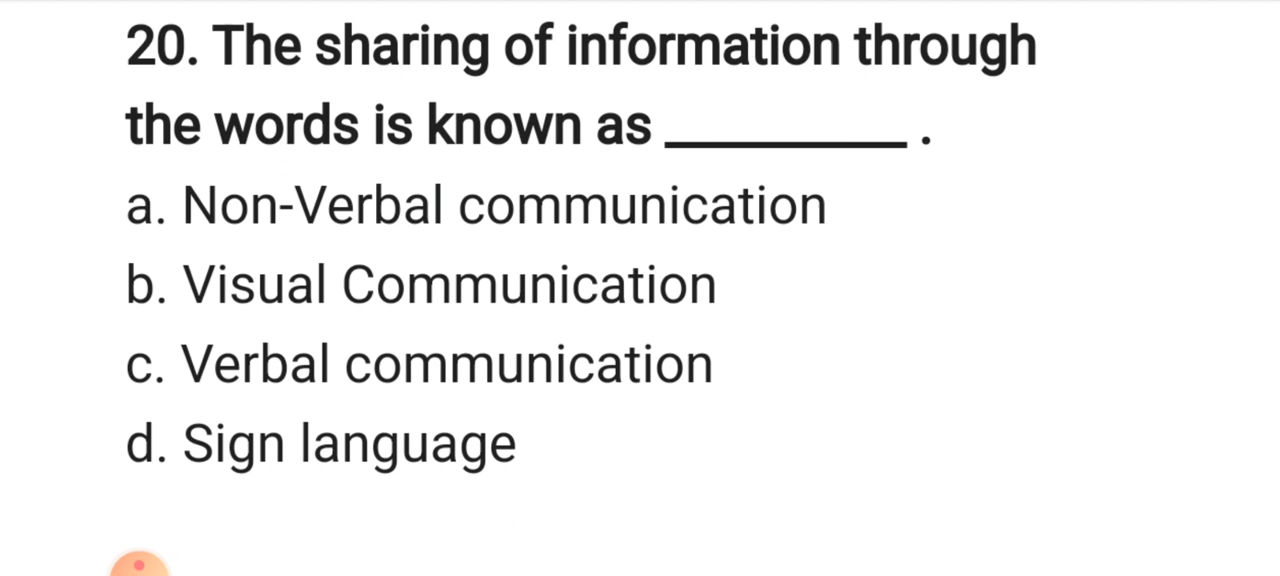 20. The sharing of information through
the words is known as _________ .
a. Non-Verbal communication
b. Visual Communication
c. Verbal communication
d. Sign language